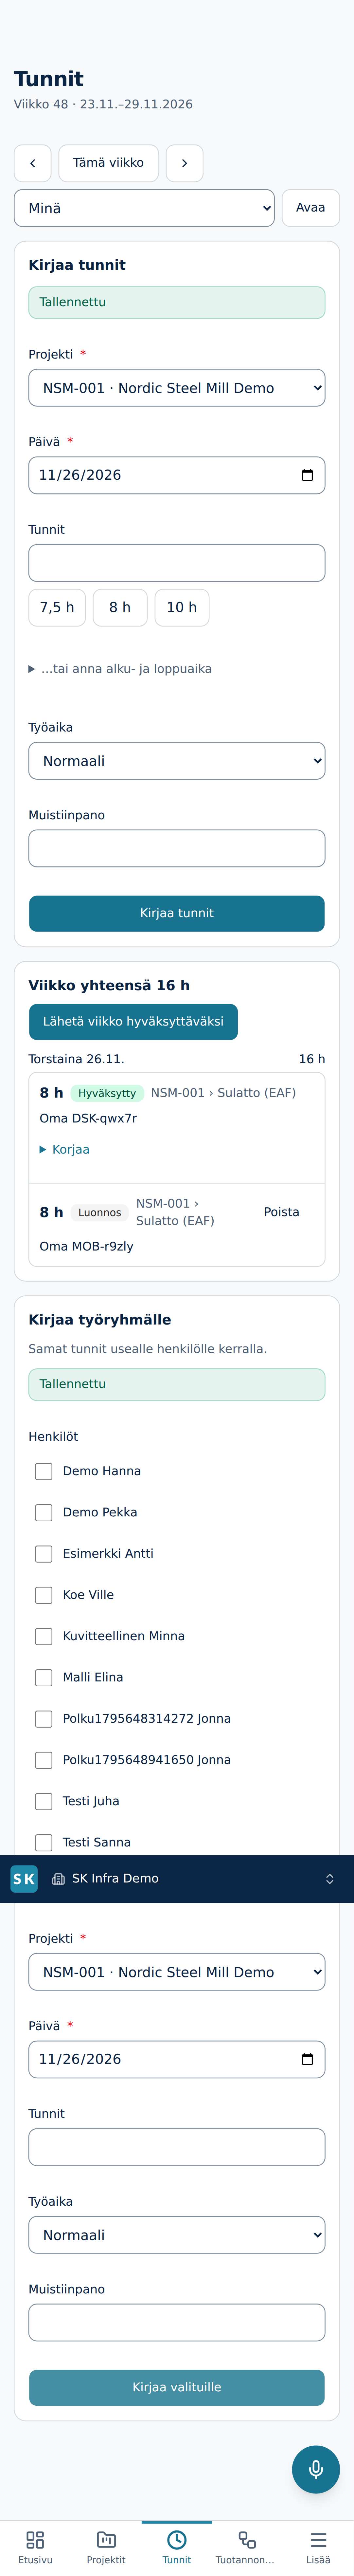 Tunnit
Viikko 48 · 23.11.–29.11.2026
Tämä viikko
Minä
Avaa
Kirjaa tunnit
Tallennettu
Projekti *
NSM-001 · Nordic Steel Mill Demo
Päivä *
11/26/2026
Tunnit
7,5 h
8 h
10 h
...tai anna alku- ja loppuaika
Työaika
Normaali
Muistiinpano
Kirjaa tunnit
Viikko yhteensä 16 h
Lähetä viikko hyväksyttäväksi
Torstaina 26.11. 16 h
8 h Hyväksytty NSM-001 › Sulatto (EAF)
Oma DSK-qwx7r
Korjaa
8 h Luonnos NSM-001 ›
Sulatto (EAF)
Poista
Oma MOB-r9zly
Kirjaa työryhmälle
Samat tunnit usealle henkilölle kerralla.
Tallennettu
Henkilöt
Demo Hanna
Demo Pekka
Esimerkki Antti
Koe Ville
Kuvitteellinen Minna
Malli Elina
Polku1795648314272 Jonna
Polku1795648941650 Jonna
Testi Juha
Testi Sanna
SK SK Infra Demo
Projekti *
NSM-001 · Nordic Steel Mill Demo
Päivä *
11/26/2026
Tunnit
Työaika
Normaali
Muistiinpano
Kirjaa valituille
Etusivu
Projektit
Tunnit
Tuotannon...
Lisää